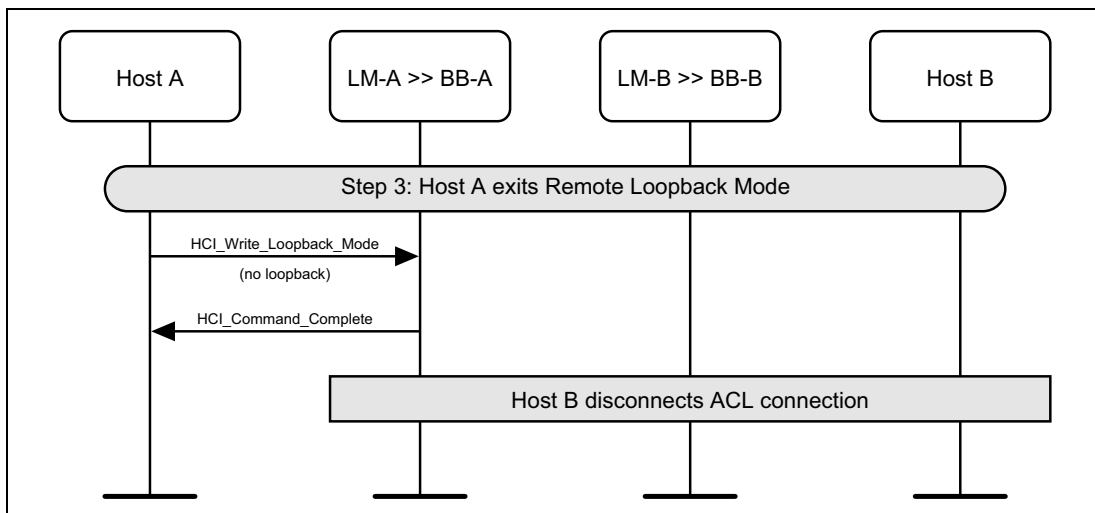 Host A
LM-A >> BB-A
LM-B >> BB-B
Host B
Step 3: Host A exits Remote Loopback Mode
HCI_Write_Loopback_Mode
(no loopback)
HCI_Command_Complete
Host B disconnects ACL connection